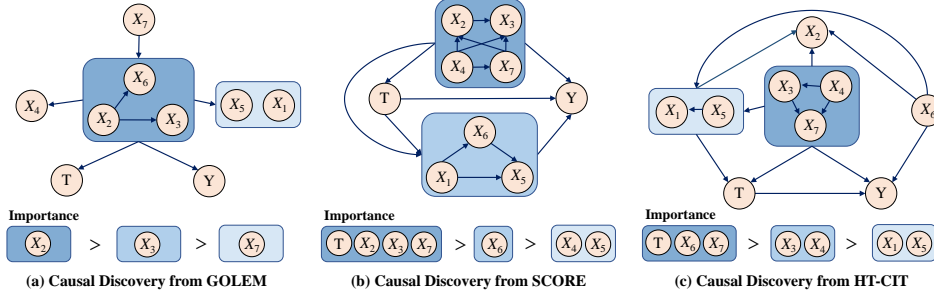 X7
X6
X2 X3
X4
X5 X1
T Y
Importance
X2 > X3 > X7
(a) Causal Discovery from GOLEM
X2 X3
X4 X7
T Y
X6
X1 X5
Importance
T X2 X3 X7 > X6 > X4 X5
(b) Causal Discovery from SCORE
X2
X3 X4
X1 X5
X6
X7
T Y
Importance
T X6 X7 > X3 X4 > X1 X5
(c) Causal Discovery from HT-CIT